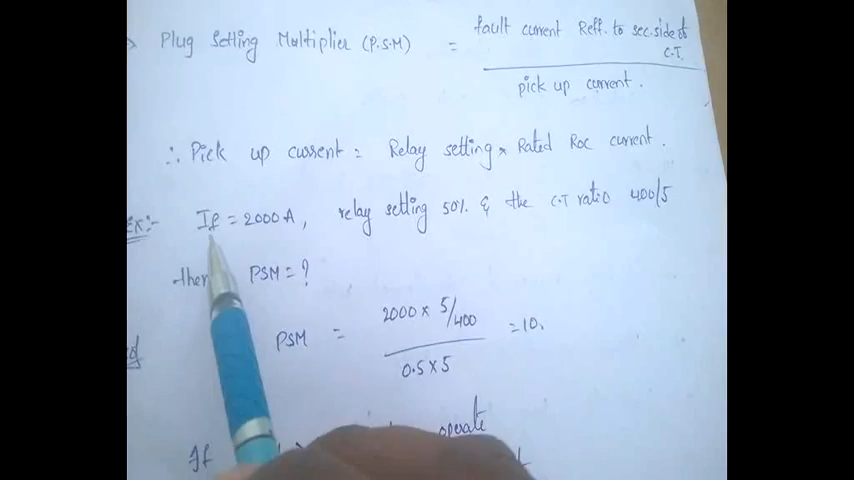 Plug Setting Multiplier (P.S.M) = fault current Reff. to sec.side of C.T. / pick up current.
∴ Pick up current = Relay setting × Rated Rac current.
Ex:- If = 2000 A, relay setting 50% & the C.T ratio 400/5
then PSM = ?
PSM = 2000 × 5/400 / 0.5 × 5 = 10.
If operate